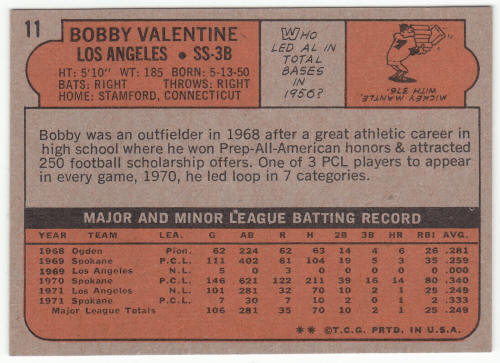 11
BOBBY VALENTINE
LOS ANGELES • SS-3B
HT: 5'10" WT: 185 BORN: 5-13-50
BATS: RIGHT THROWS: RIGHT
HOME: STAMFORD, CONNECTICUT
WHO
LED AL IN
TOTAL
BASES
IN
1956?
MICKEY MANTLE
WITH 376.
Bobby was an outfielder in 1968 after a great athletic career in
high school where he won Prep-All-American honors & attracted
250 football scholarship offers. One of 3 PCL players to appear
in every game, 1970, he led loop in 7 categories.
MAJOR AND MINOR LEAGUE BATTING RECORD
YEAR TEAM LEA. G AB R H 2B 3B HR RBI AVG.
1968 Ogden Pion. 62 224 62 63 14 4 6 26 .281
1969 Spokane P.C.L. 111 402 61 104 19 5 3 35 .259
1969 Los Angeles N.L. 5 0 3 0 0 0 0 0 .000
1970 Spokane P.C.L. 146 621 122 211 39 16 14 80 .340
1971 Los Angeles N.L. 101 281 32 70 10 2 1 25 .249
1971 Spokane P.C.L. 7 30 7 10 2 0 1 2 .333
Major League Totals 106 281 35 70 10 2 1 25 .249
** ©T.C.G. PRTD. IN U.S.A.